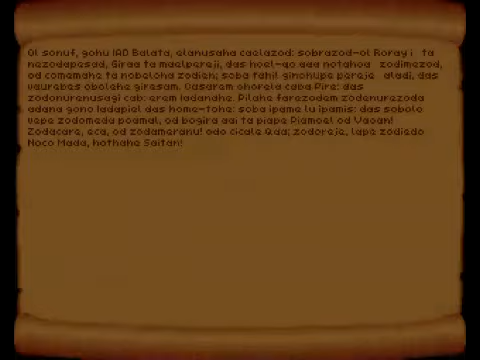 Ol sonuf, gohu IAD Balata, elanusaha caelazod: sobrazod-ol Roray i ta
nazodapesad, Giraa ta maelpereji, das hoel-qo qaa notahoa zodimezod,
od comemahe ta nobeloha zodien; soba tahil ginonupe pereje aladi, das
vaurebes obolehe giresam. Casarem ohorela caba Pire: das
zodonurenusagi cab: erem Iadanahe. Pilahe farezodem zodenurezoda
adana gono Iadapiel das home-tohe: soba ipame lu ipamis: das sobolo
vepe zodomeda poamal, od bogira aai ta piape Piamoel od Vaoan!
Zodacare, eca, od zodameranu! odo cicale Qaa; zodoreje, lape zodiredo
Noco Mada, hothahe Saitan!